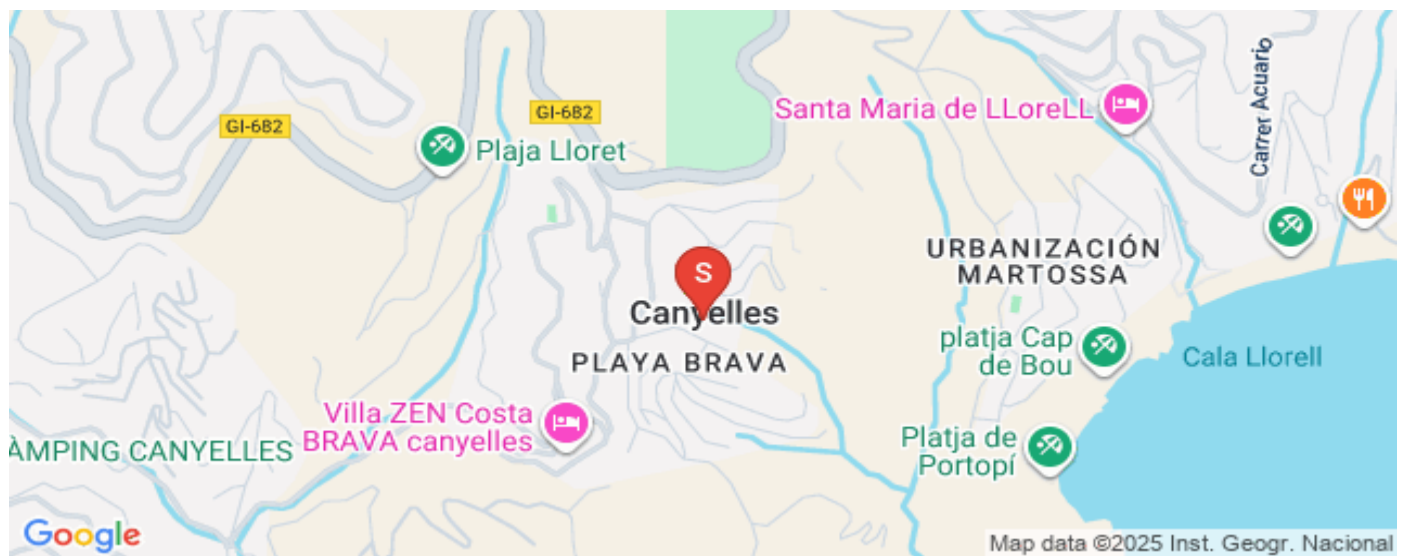 GI-682
GI-682
Plaja Lloret
Santa Maria de LLoreLL
Carrer Acuario
S
Canyelles
PLAYA BRAVA
URBANIZACIÓN
MARTOSSA
platja Cap
de Bou
Cala Llorell
Villa ZEN Costa
BRAVA canyelles
ÀMPING CANYELLES
Platja de
Portopí
Google
Map data ©2025 Inst. Geogr. Nacional